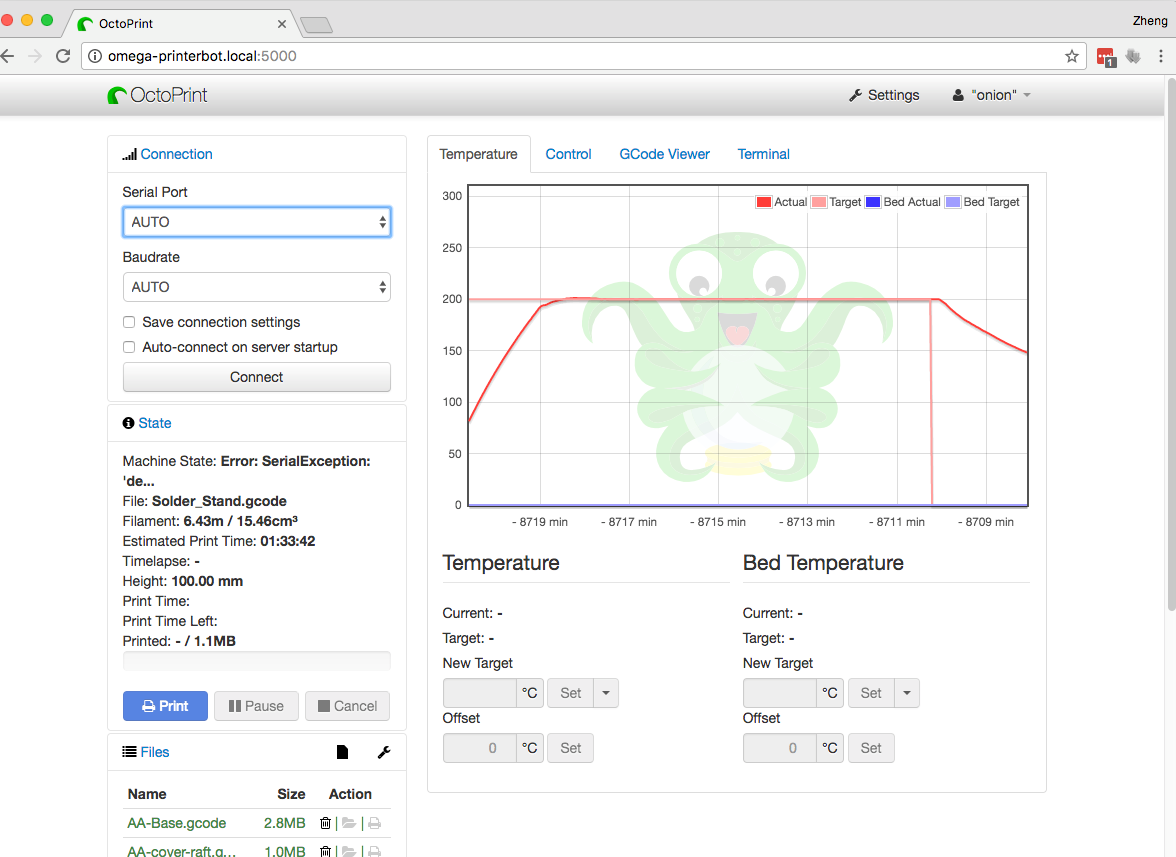 OctoPrint
Zheng
omega-printerbot.local:5000
1
OctoPrint
Settings
"onion"
Connection
Serial Port
AUTO
Baudrate
AUTO
Save connection settings
Auto-connect on server startup
Connect
State
Machine State: Error: SerialException:
'de...
File: Solder_Stand.gcode
Filament: 6.43m / 15.46cm³
Estimated Print Time: 01:33:42
Timelapse: -
Height: 100.00 mm
Print Time:
Print Time Left:
Printed: - / 1.1MB
Print
Pause
Cancel
Files
Name Size Action
AA-Base.gcode 2.8MB | |
AA-cover-raft.g... 1.0MB | |
Temperature
Control
GCode Viewer
Terminal
Actual Target Bed Actual Bed Target
300
250
200
150
100
50
0
- 8719 min - 8717 min - 8715 min - 8713 min - 8711 min - 8709 min
Temperature
Current: -
Target: -
New Target
°C Set
Offset
0 °C Set
Bed Temperature
Current: -
Target: -
New Target
°C Set
Offset
0 °C Set